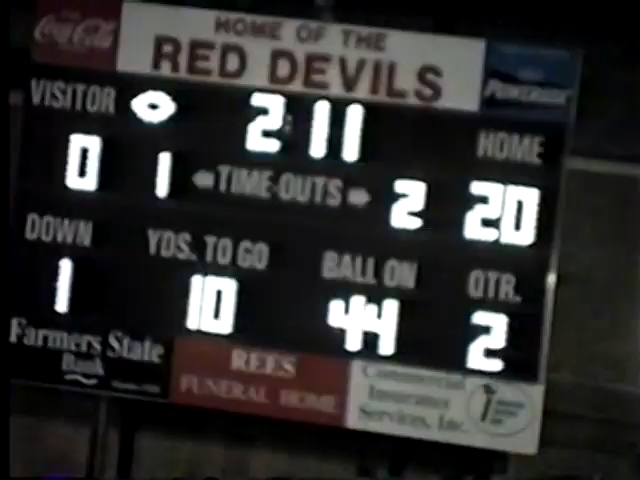 Coca-Cola
HOME OF THE
RED DEVILS
POWERADE
VISITOR 2:11 HOME
0 1 TIME OUTS 2 20
DOWN YDS. TO GO BALL ON QTR.
1 10 44 2
Farmers State
Bank
REES
FUNERAL HOME
Commercial
Insurance
Services, Inc.